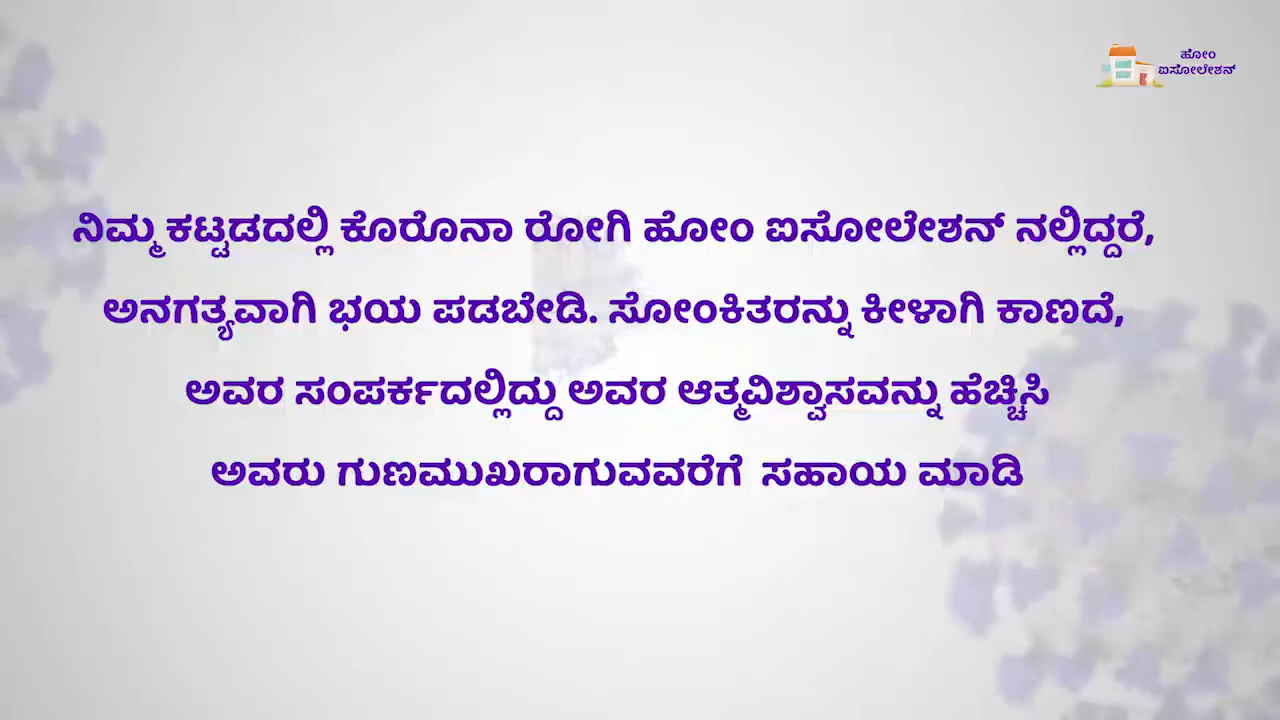 ಹೋಂ
ಐಸೋಲೇಶನ್
ನಿಮ್ಮ ಕಟ್ಟಡದಲ್ಲಿ ಕೊರೊನಾ ರೋಗಿ ಹೋಂ ಐಸೋಲೇಶನ್ ನಲ್ಲಿದ್ದರೆ,
ಅನಗತ್ಯವಾಗಿ ಭಯ ಪಡಬೇಡಿ. ಸೋಂಕಿತರನ್ನು ಕೀಳಾಗಿ ಕಾಣದೆ,
ಅವರ ಸಂಪರ್ಕದಲ್ಲಿದ್ದು ಅವರ ಆತ್ಮವಿಶ್ವಾಸವನ್ನು ಹೆಚ್ಚಿಸಿ
ಅವರು ಗುಣಮುಖರಾಗುವವರೆಗೆ ಸಹಾಯ ಮಾಡಿ